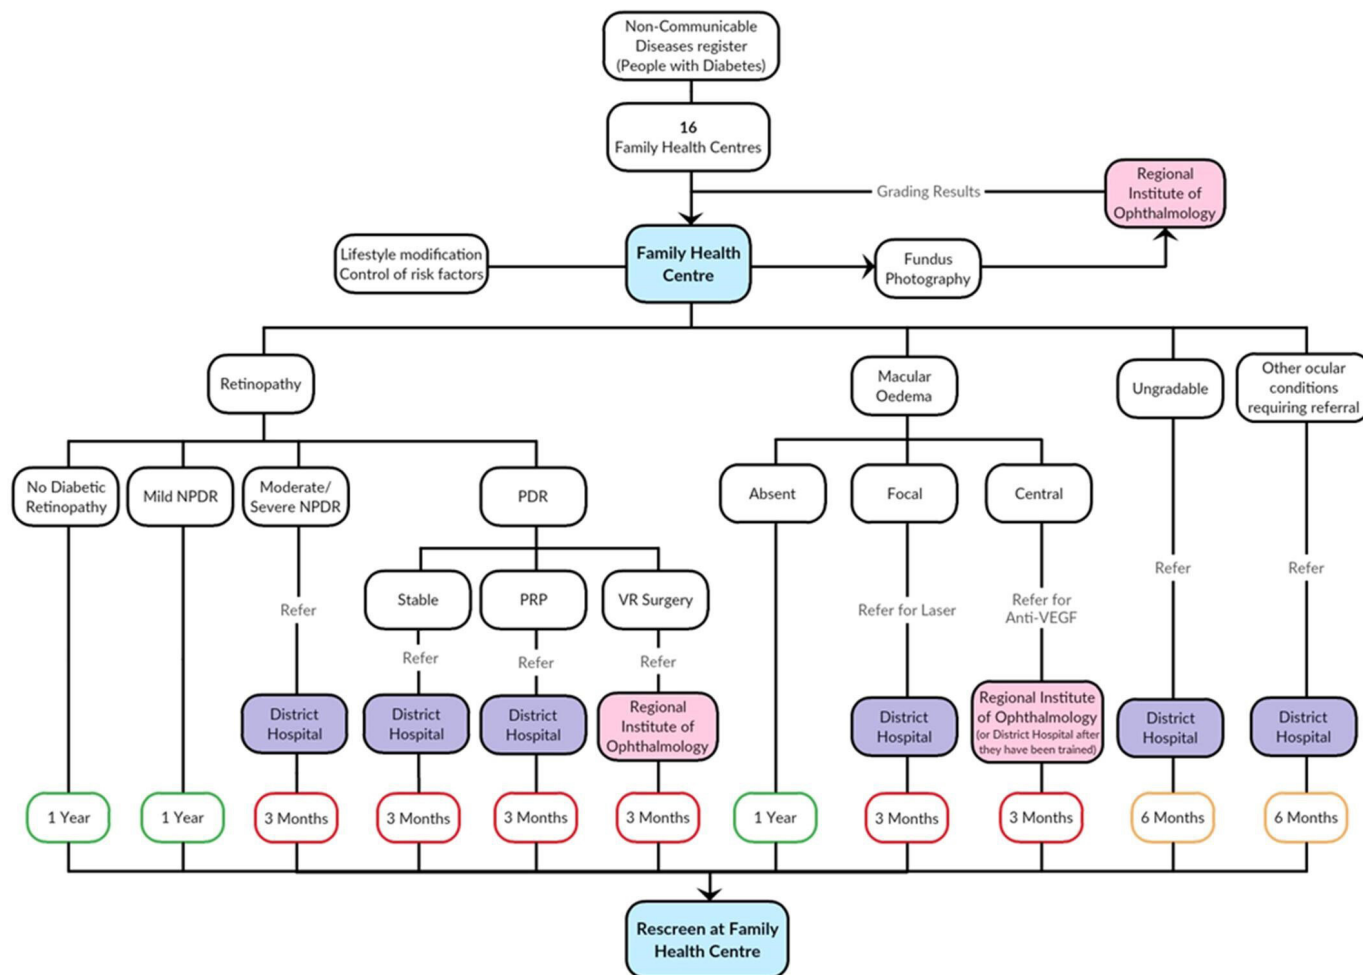 Non-Communicable
Diseases register
(People with Diabetes)
16
Family Health Centres
Grading Results
Regional
Institute of
Ophthalmology
Lifestyle modification
Control of risk factors
Family Health
Centre
Fundus
Photography
Retinopathy
Macular
Oedema
Ungradable
Other ocular
conditions
requiring referral
No Diabetic
Retinopathy
Mild NPDR
Moderate/
Severe NPDR
PDR
Absent
Focal
Central
Stable
PRP
VR Surgery
Refer
Refer
Refer
Refer
Refer for Laser
Refer for
Anti-VEGF
Refer
Refer
District
Hospital
District
Hospital
District
Hospital
Regional
Institute of
Ophthalmology
District
Hospital
Regional Institute
of Ophthalmology
(or District Hospital after
they have been trained)
District
Hospital
District
Hospital
1 Year
1 Year
3 Months
3 Months
3 Months
3 Months
1 Year
3 Months
3 Months
6 Months
6 Months
Rescreen at Family
Health Centre